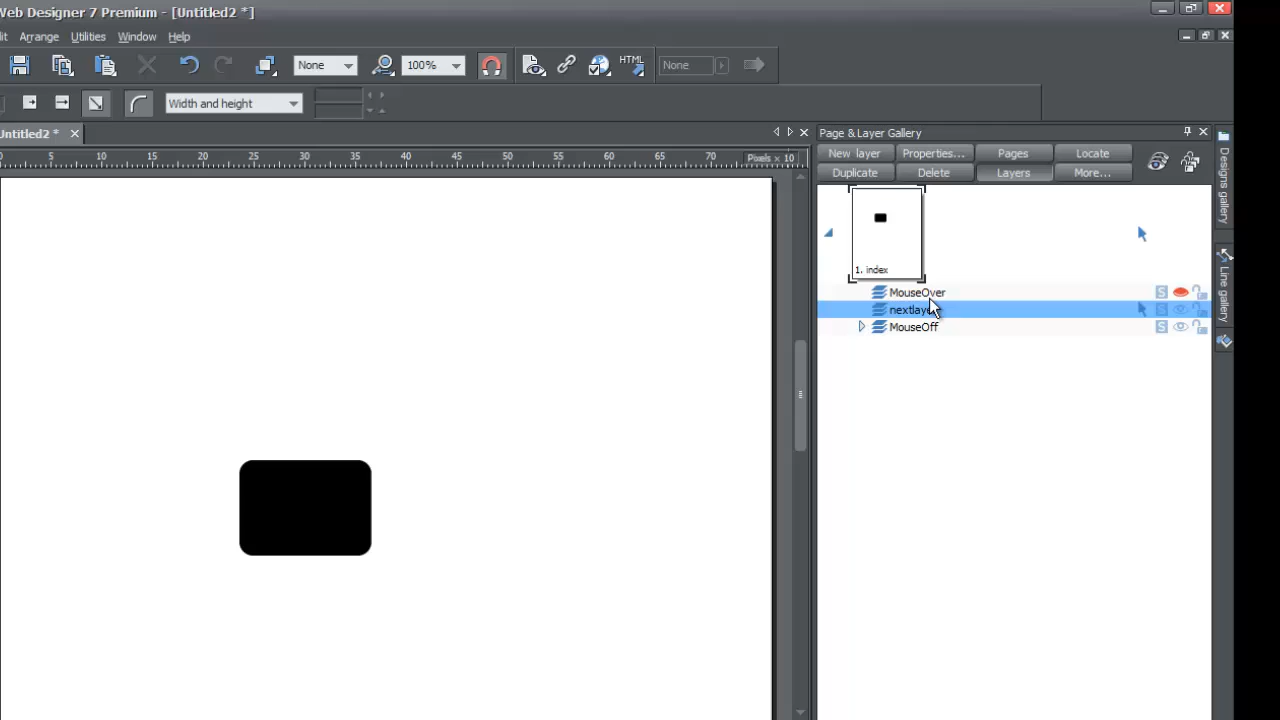 Web Designer 7 Premium - [Untitled2 *]
it Arrange Utilities Window Help
None 100% HTML None
Width and height
Untitled2 *
Page & Layer Gallery
0 5 10 15 20 25 30 35 40 45 50 55 60 65 70 Pixels x 10
New layer Properties... Pages Locate
Duplicate Delete Layers More...
1. index
MouseOver S
S
MouseOff S
Designs gallery
Line gallery